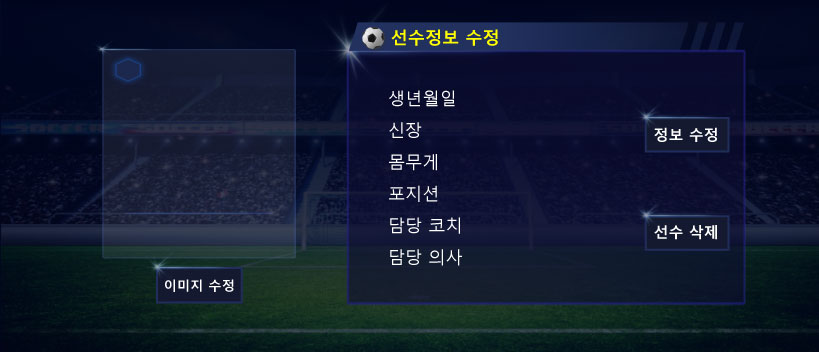 선수정보 수정
생년월일
신장
몸무게
포지션
담당 코치
담당 의사
정보 수정
선수 삭제
이미지 수정